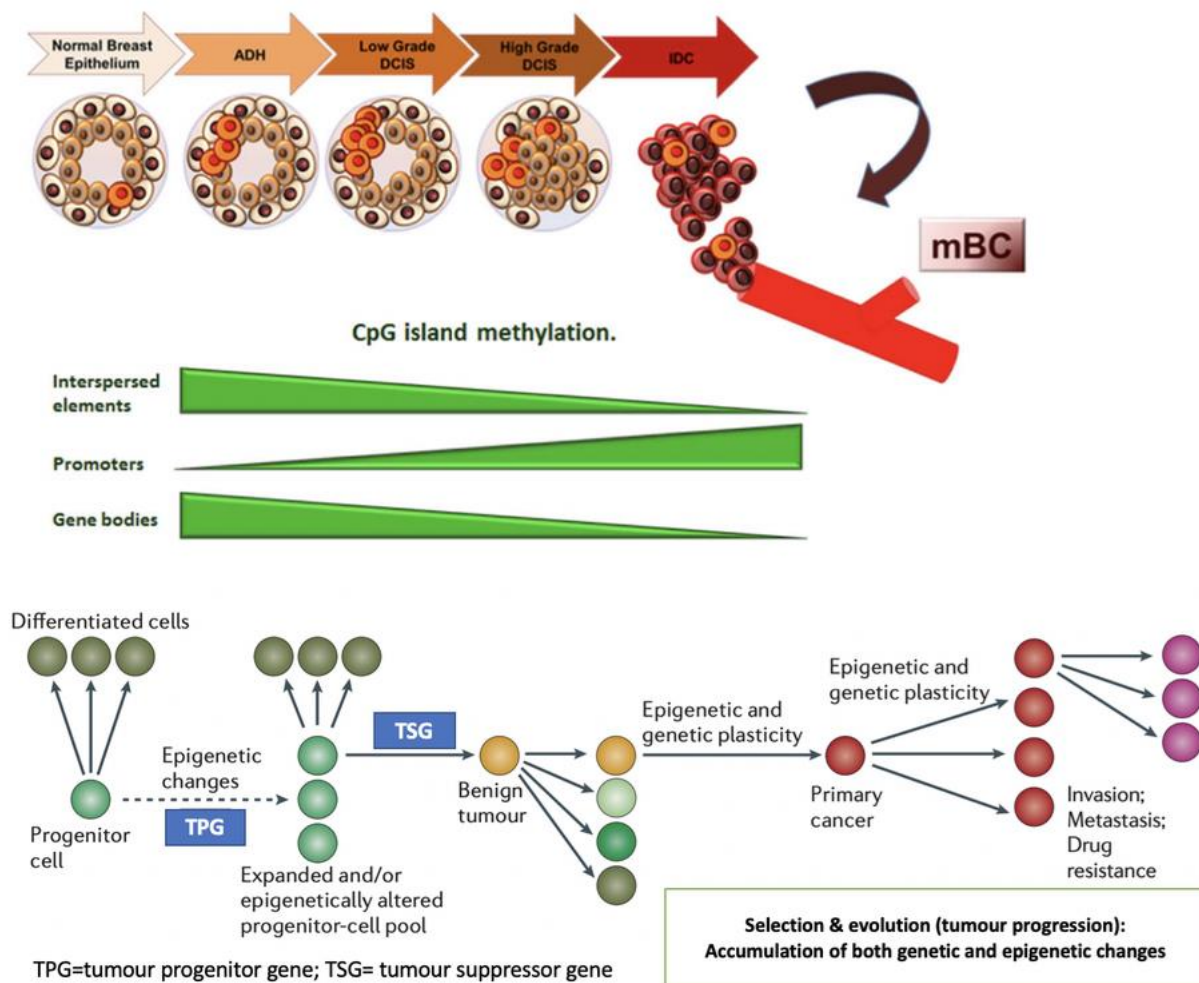 Normal Breast
Epithelium
ADH
Low Grade
DCIS
High Grade
DCIS
IDC
mBC
CpG island methylation.
Interspersed
elements
Promoters
Gene bodies
Differentiated cells
Epigenetic
changes
TPG
Progenitor
cell
TSG
Expanded and/or
epigenetically altered
progenitor-cell pool
Benign
tumour
Epigenetic and
genetic plasticity
Primary
cancer
Epigenetic and
genetic plasticity
Invasion;
Metastasis;
Drug
resistance
Selection & evolution (tumour progression):
Accumulation of both genetic and epigenetic changes
TPG=tumour progenitor gene; TSG= tumour suppressor gene